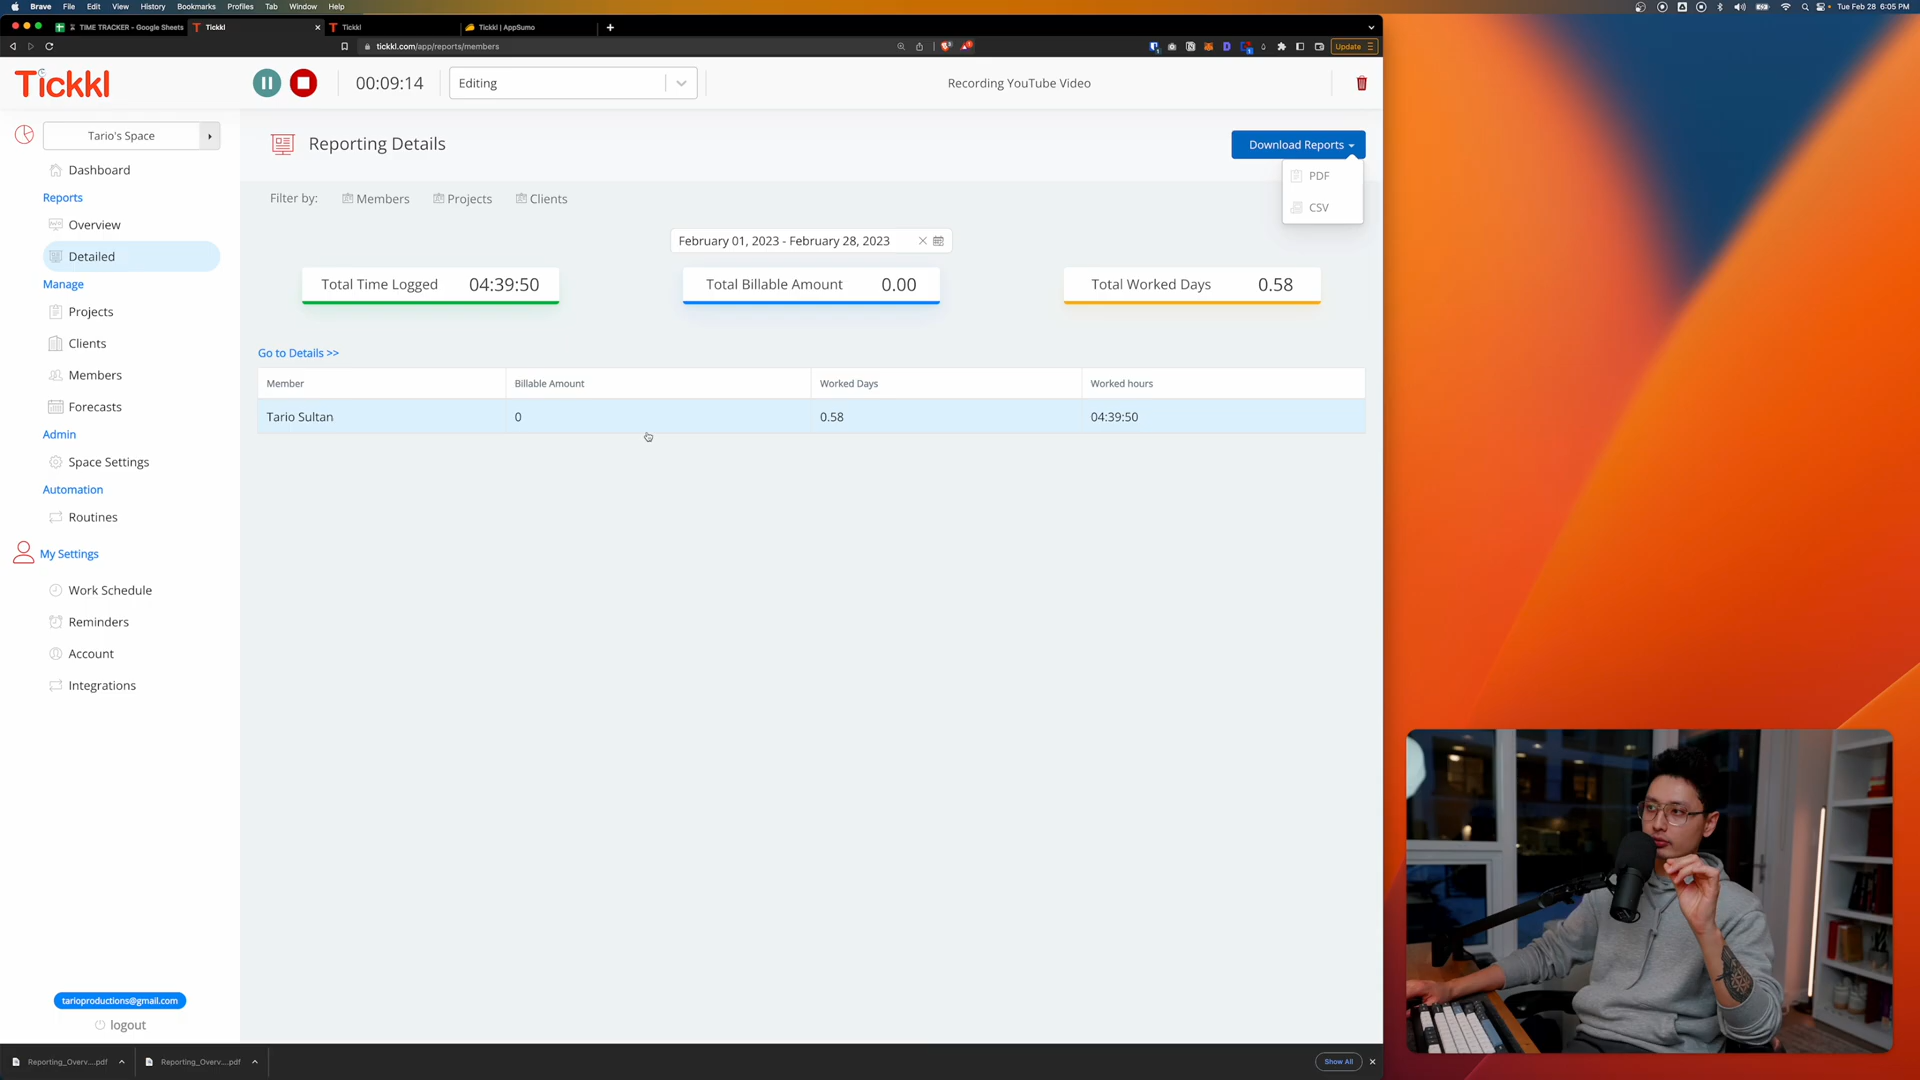 Brave File Edit View History Bookmarks Profiles Tab Window Help
Tue Feb 28 6:05 PM
TIME TRACKER - Google Sheets
Tickkl
Tickkl
Tickkl | AppSumo
tickkl.com/app/reports/members
Update
Tickkl
00:09:14
Editing
Recording YouTube Video
Tario's Space
Dashboard
Reports
Overview
Detailed
Manage
Projects
Clients
Members
Forecasts
Admin
Space Settings
Automation
Routines
My Settings
Work Schedule
Reminders
Account
Integrations
tarioproductions@gmail.com
logout
Reporting Details
Download Reports
PDF
CSV
Filter by: Members Projects Clients
February 01, 2023 - February 28, 2023
Total Time Logged 04:39:50
Total Billable Amount 0.00
Total Worked Days 0.58
Go to Details >>
Member Billable Amount Worked Days Worked hours
Tario Sultan 0 0.58 04:39:50
Reporting_Overv....pdf
Reporting_Overv....pdf
Show All